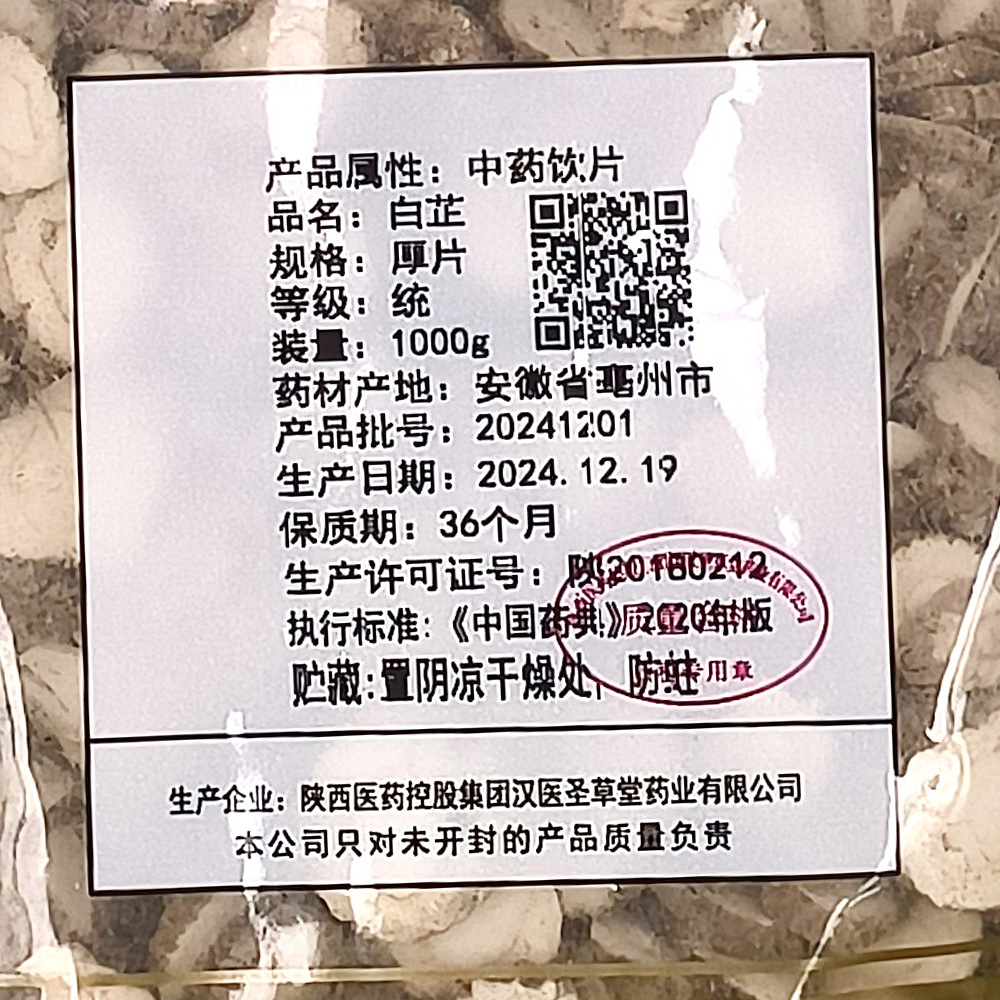 产品属性：中药饮片
品名：白芷
规格：厚片
等级：统
装量：1000g
药材产地：安徽省亳州市
产品批号：20241201
生产日期：2024.12.19
保质期：36个月
生产许可证号：陕20160212
执行标准:《中国药典》2020年版
贮藏:置阴凉干燥处，防蛀
质量
专用章
生产企业：陕西医药控股集团汉医圣草堂药业有限公司
本公司只对未开封的产品质量负责